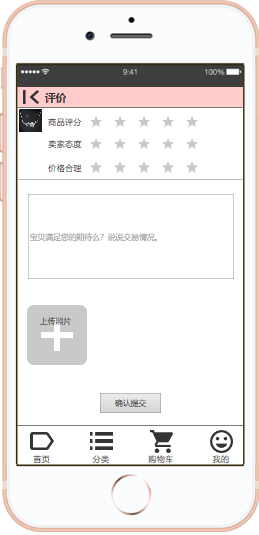 9:41 100%
评价
商品评分
卖家态度
价格合理
宝贝满足您的期待么？说说交易情况。
上传照片
确认提交
首页 分类 购物车 我的